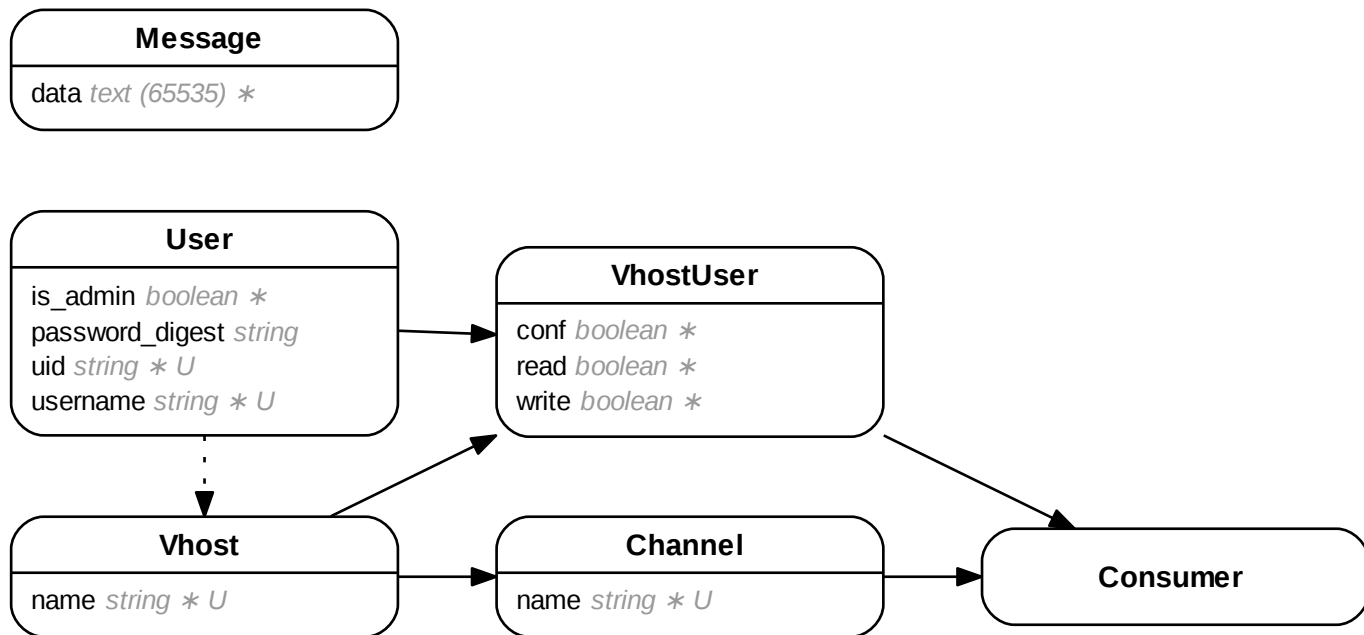 Message
data text (65535) ∗
User
is_admin boolean ∗
password_digest string
uid string ∗ U
username string ∗ U
VhostUser
conf boolean ∗
read boolean ∗
write boolean ∗
Vhost
name string ∗ U
Channel
name string ∗ U
Consumer